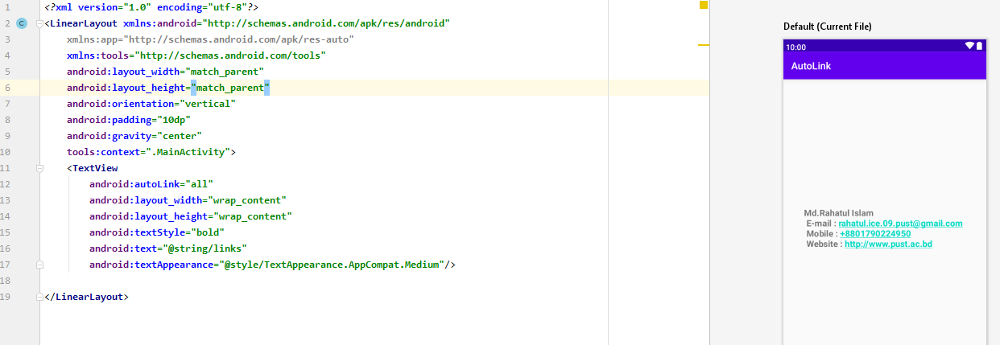 1 <?xml version="1.0" encoding="utf-8"?>
2 C <LinearLayout xmlns:android="http://schemas.android.com/apk/res/android"
3 xmlns:app="http://schemas.android.com/apk/res-auto"
4 xmlns:tools="http://schemas.android.com/tools"
5 android:layout_width="match_parent"
6 android:layout_height="match_parent"
7 android:orientation="vertical"
8 android:padding="10dp"
9 android:gravity="center"
10 tools:context=".MainActivity">
11 <TextView
12 android:autoLink="all"
13 android:layout_width="wrap_content"
14 android:layout_height="wrap_content"
15 android:textStyle="bold"
16 android:text="@string/links"
17 android:textAppearance="@style/TextAppearance.AppCompat.Medium"/>
18
19 </LinearLayout>
Default (Current File)
10:00
AutoLink
Md.Rahatul Islam
E-mail : rahatul.ice.09.pust@gmail.com
Mobile : +8801790224950
Website : http://www.pust.ac.bd